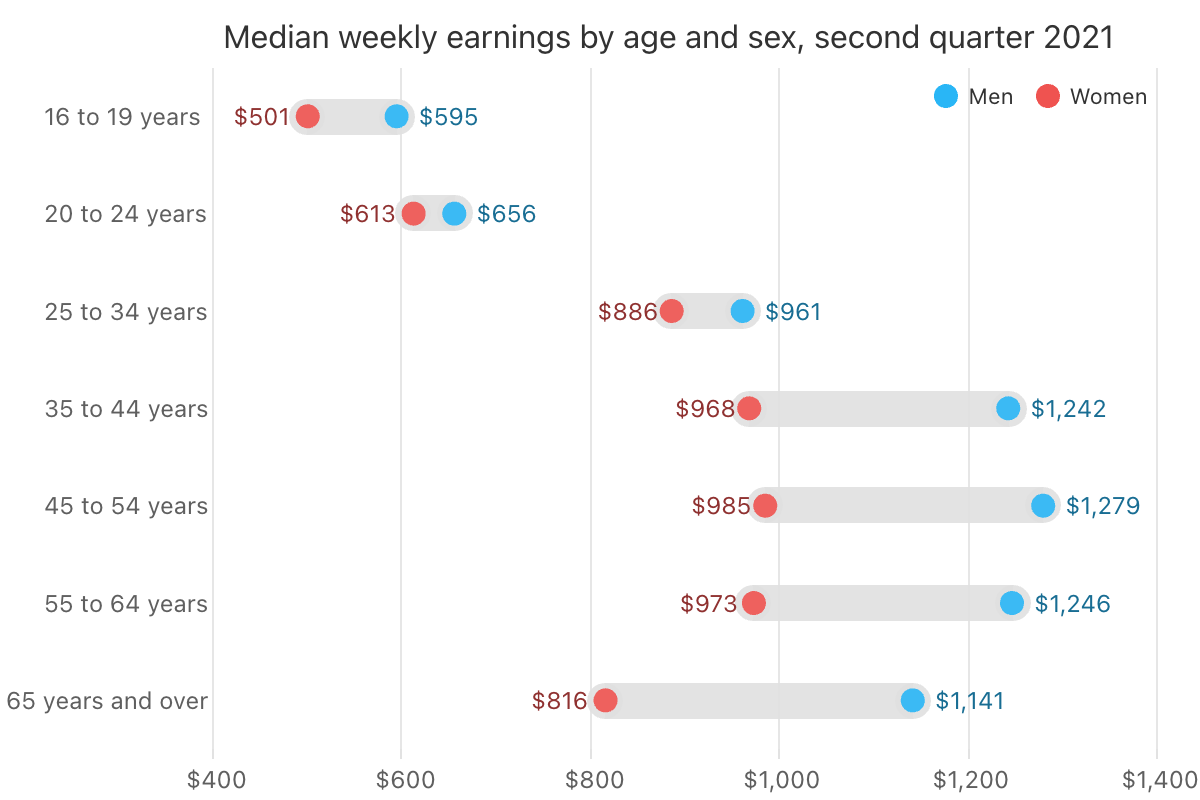 Median weekly earnings by age and sex, second quarter 2021
Men Women
16 to 19 years $501 $595
20 to 24 years $613 $656
25 to 34 years $886 $961
35 to 44 years $968 $1,242
45 to 54 years $985 $1,279
55 to 64 years $973 $1,246
65 years and over $816 $1,141
$400 $600 $800 $1,000 $1,200 $1,400